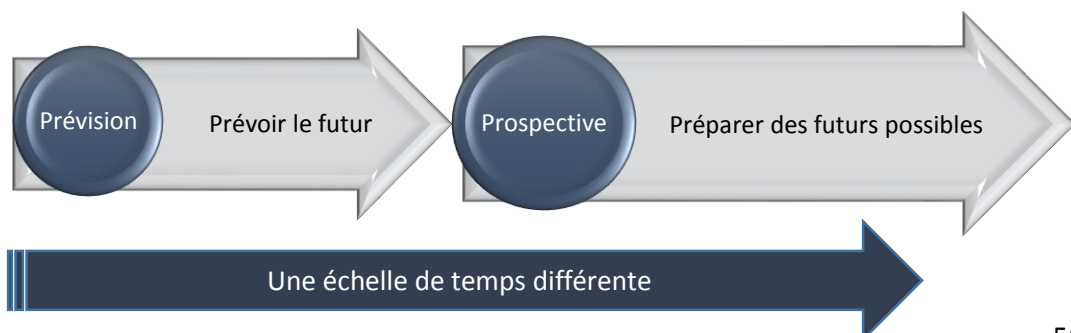 Prévision
Prévoir le futur
Prospective
Préparer des futurs possibles
Une échelle de temps différente